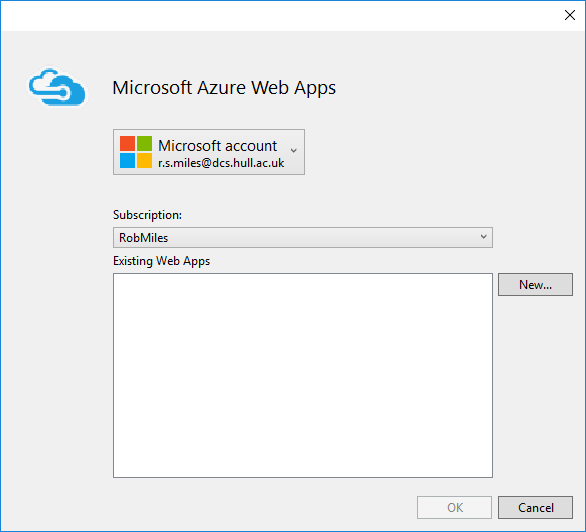 Microsoft Azure Web Apps
Microsoft account
r.s.miles@dcs.hull.ac.uk
Subscription:
RobMiles
Existing Web Apps
New...
OK
Cancel